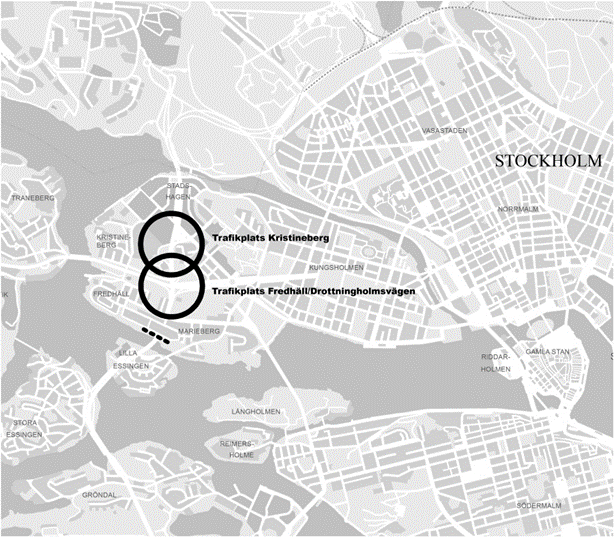 VASASTADEN
STOCKHOLM
STADS-
HAGEN
TRANEBERG
NORRMALM
KRISTINE-
BERG
Trafikplats Kristineberg
KUNGSHOLMEN
FREDHÄLL
Trafikplats Fredhäll/Drottningholmsvägen
MARIEBERG
LILLA
ESSINGEN
RIDDAR-
HOLMEN
GAMLA STAN
S
IK
LÅNGHOLMEN
STORA
ESSINGEN
REIMERS-
HOLME
GRÖNDAL
SÖDERMALM